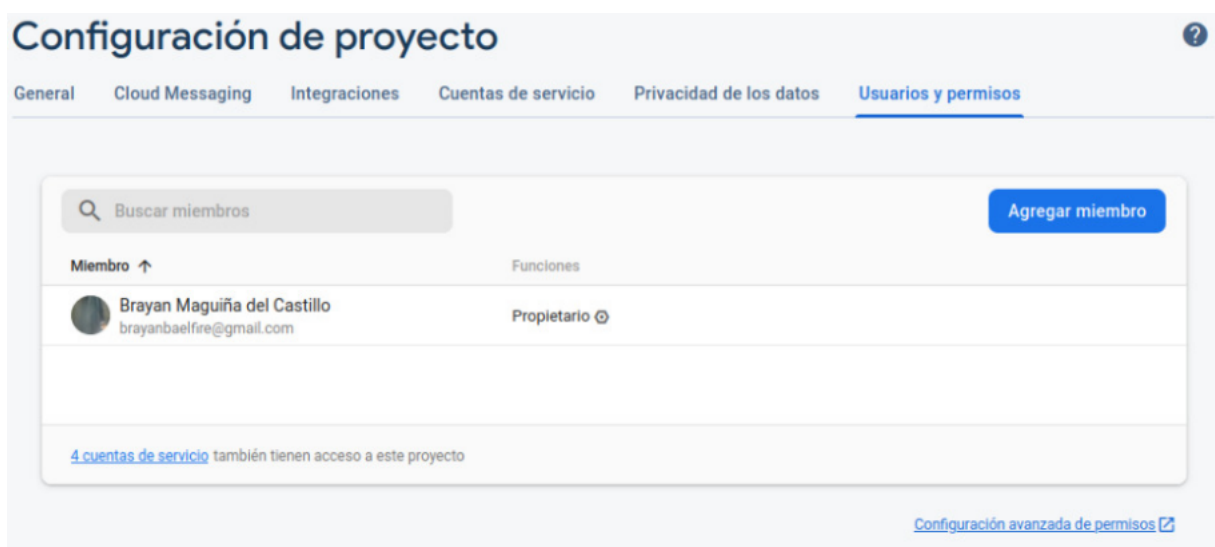 Configuración de proyecto
General Cloud Messaging Integraciones Cuentas de servicio Privacidad de los datos Usuarios y permisos
Buscar miembros Agregar miembro
Miembro Funciones
Brayan Maguiña del Castillo
brayanbaelfire@gmail.com
Propietario
4 cuentas de servicio también tienen acceso a este proyecto
Configuración avanzada de permisos